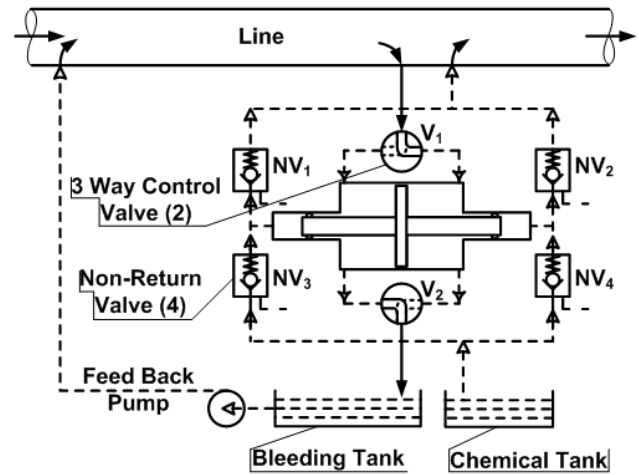 Line
V1
NV1
NV2
3 Way Control
Valve (2)
Non-Return
Valve (4)
NV3
V2
NV4
Feed Back
Pump
Bleeding Tank
Chemical Tank